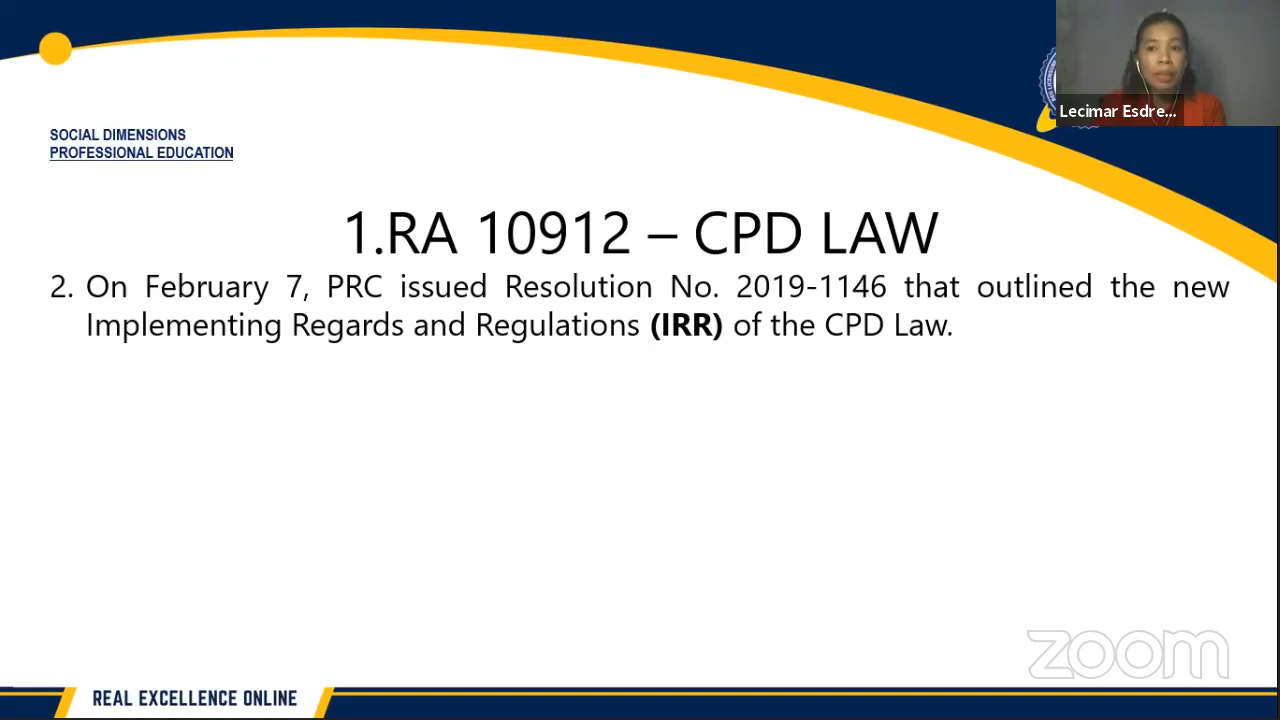 Lecimar Esdre...
SOCIAL DIMENSIONS
PROFESSIONAL EDUCATION
1.RA 10912 – CPD LAW
2. On February 7, PRC issued Resolution No. 2019-1146 that outlined the new
Implementing Regards and Regulations (IRR) of the CPD Law.
zoom
REAL EXCELLENCE ONLINE